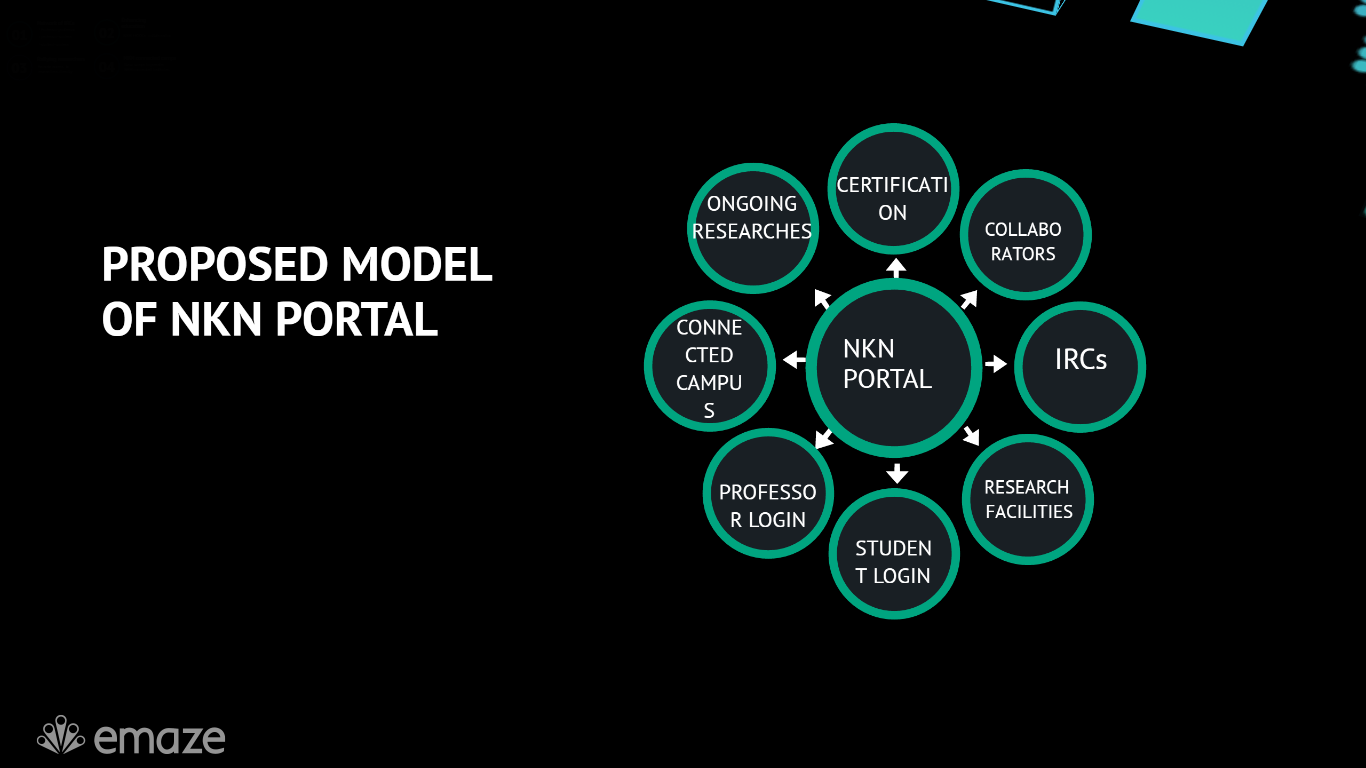 PROPOSED MODEL
OF NKN PORTAL
CERTIFICATI
ON
ONGOING
RESEARCHES
COLLABO
RATORS
CONNE
CTED
CAMPU
S
NKN
PORTAL
IRCs
PROFESSO
R LOGIN
RESEARCH
FACILITIES
STUDEN
T LOGIN
emaze